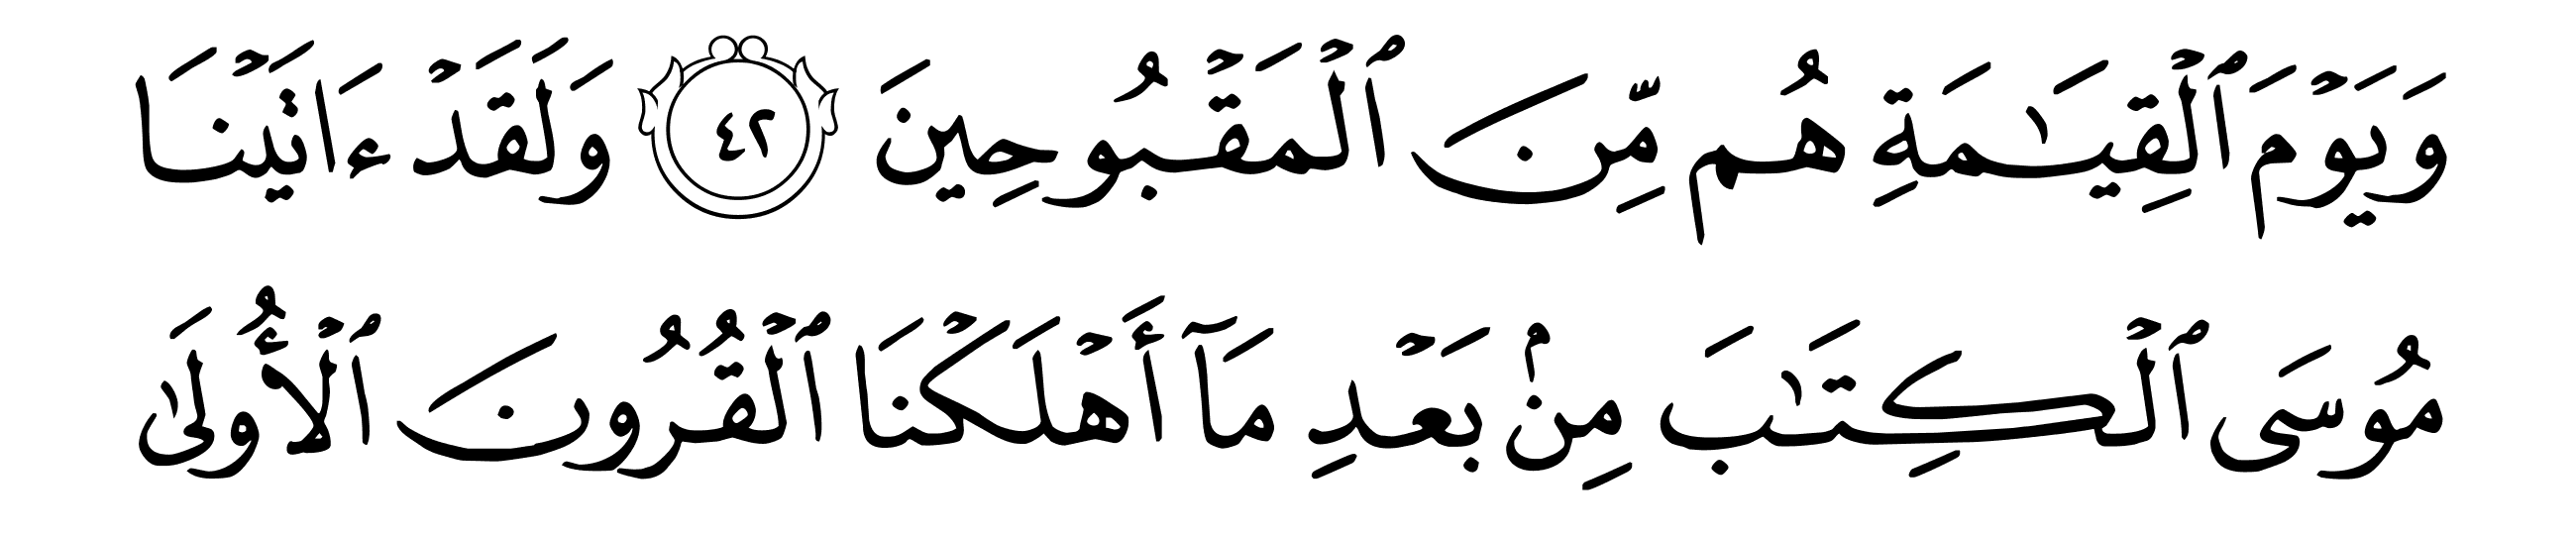 وَيَوْمَ ٱلْقِيَـٰمَةِ هُم مِّنَ ٱلْمَقْبُوحِينَ ٤٢ وَلَقَدْ ءَاتَيْنَا
مُوسَى ٱلْكِتَـٰبَ مِنۢ بَعْدِ مَآ أَهْلَكْنَا ٱلْقُرُونَ ٱلْأُولَىٰ